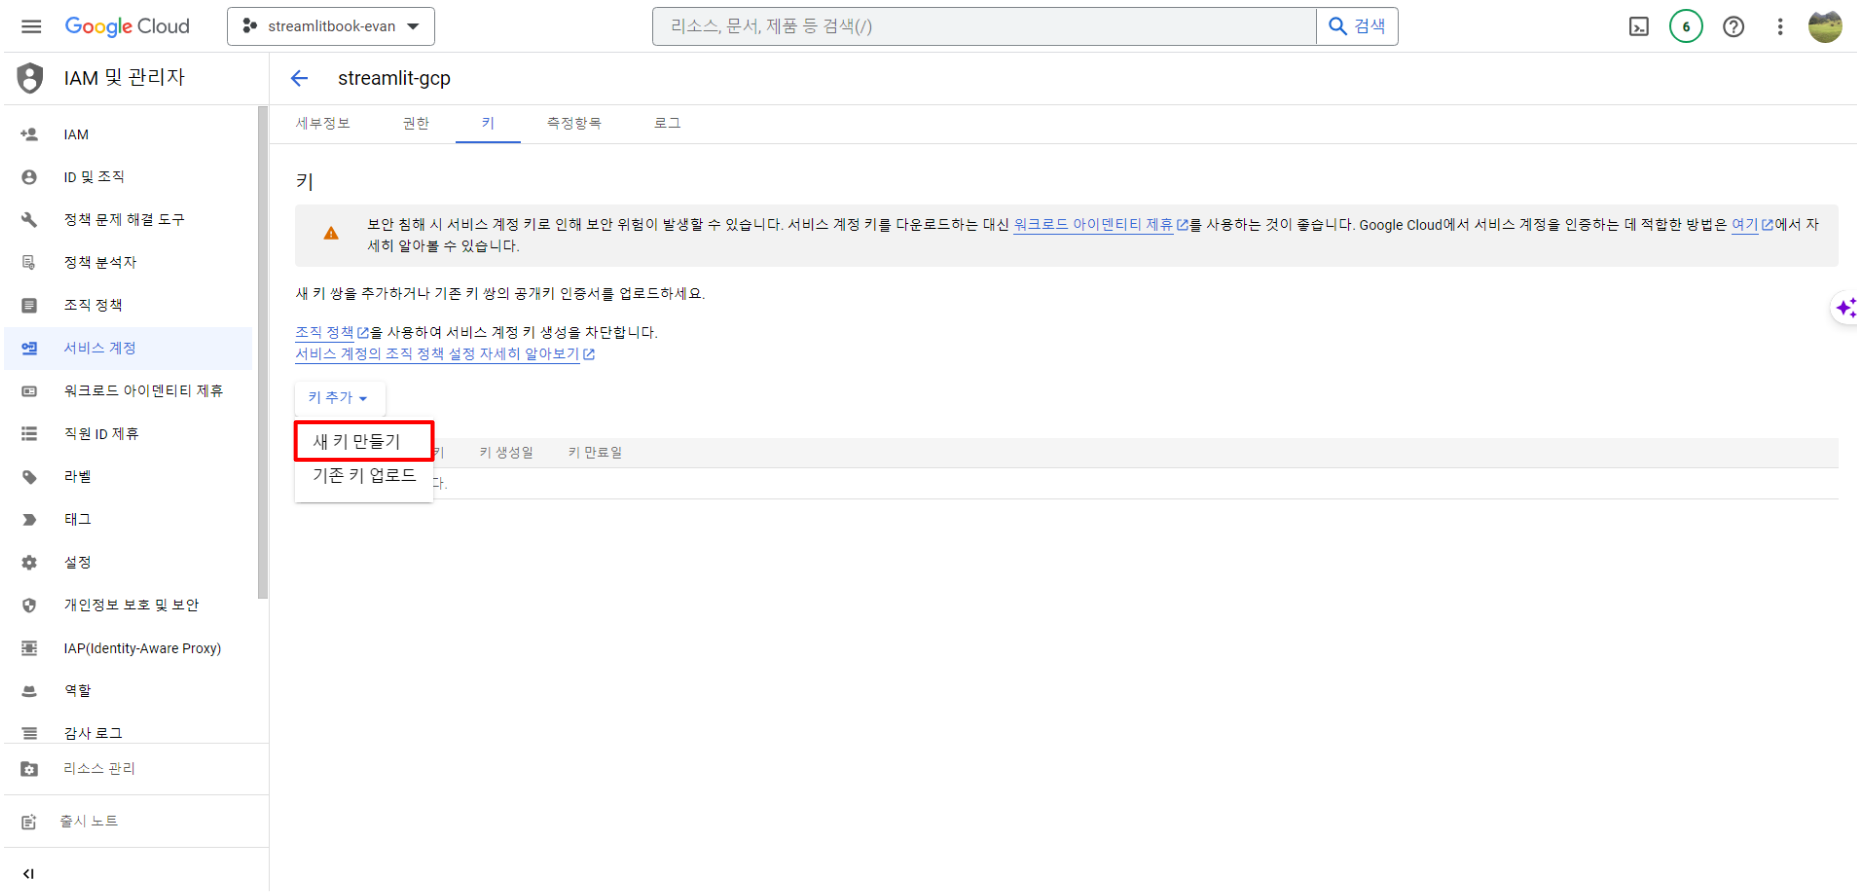 Google Cloud
streamlitbook-evan
리소스, 문서, 제품 등 검색(/)
검색
6
IAM 및 관리자
IAM
ID 및 조직
정책 문제 해결 도구
정책 분석자
조직 정책
서비스 계정
워크로드 아이덴티티 제휴
직원 ID 제휴
라벨
태그
설정
개인정보 보호 및 보안
IAP(Identity-Aware Proxy)
역할
감사 로그
리소스 관리
출시 노트
streamlit-gcp
세부정보 권한 키 측정항목 로그
키
보안 침해 시 서비스 계정 키로 인해 보안 위험이 발생할 수 있습니다. 서비스 계정 키를 다운로드하는 대신 워크로드 아이덴티티 제휴를 사용하는 것이 좋습니다. Google Cloud에서 서비스 계정을 인증하는 데 적합한 방법은 여기에서 자
세히 알아볼 수 있습니다.
새 키 쌍을 추가하거나 기존 키 쌍의 공개키 인증서를 업로드하세요.
조직 정책을 사용하여 서비스 계정 키 생성을 차단합니다.
서비스 계정의 조직 정책 설정 자세히 알아보기
키 추가
새 키 만들기
키 키 생성일 키 만료일
기존 키 업로드
다.